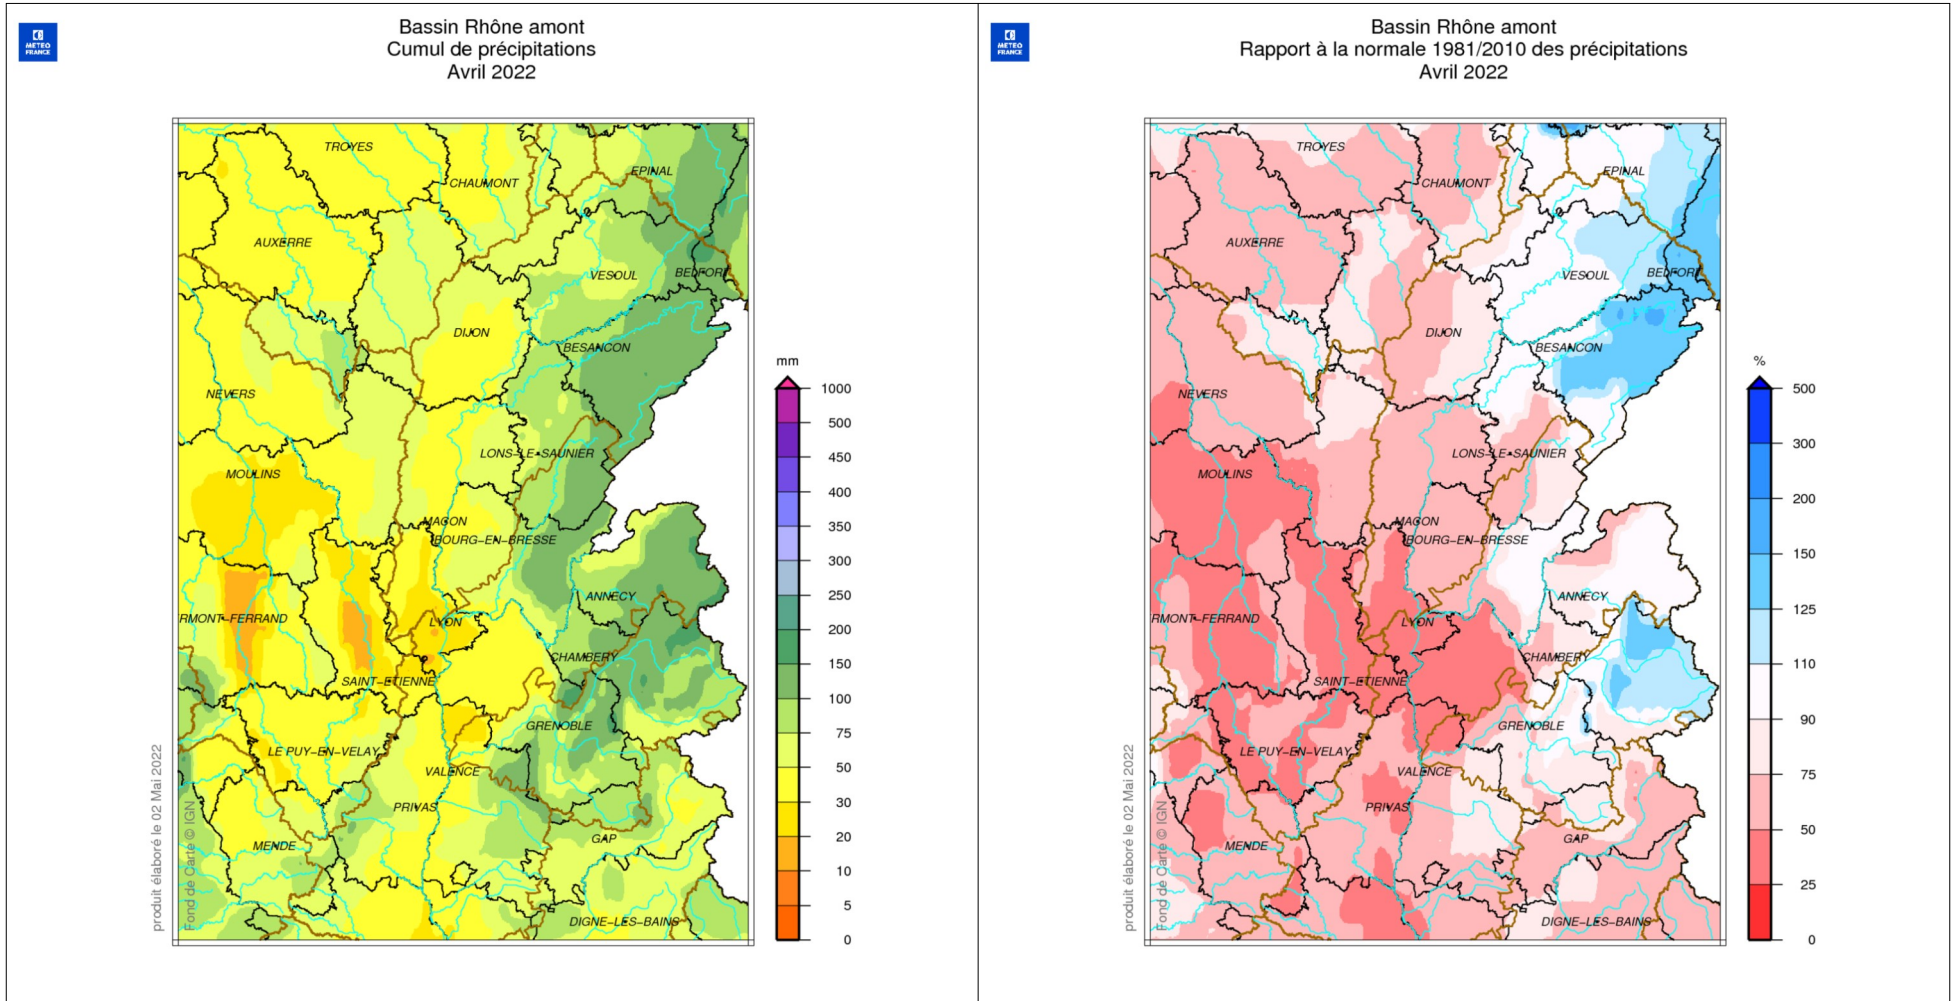 METEO
FRANCE
Bassin Rhône amont
Cumul de précipitations
Avril 2022
TROYES
EPINAL
CHAUMONT
AUXERRE
VESOUL
BELFORT
DIJON
BESANCON
NEVERS
LONS-LE-SAUNIER
MOULINS
MACON
BOURG-EN-BRESSE
ANNECY
RMONT-FERRAND
LYON
CHAMBERY
SAINT-ETIENNE
GRENOBLE
LE PUY-EN-VELAY
VALENCE
PRIVAS
GAP
MENDE
DIGNE-LES-BAINS
mm
1000
500
450
400
350
300
250
200
150
100
75
50
30
20
10
5
0
produit élaboré le 02 Mai 2022
Fond de Carte © IGN
METEO
FRANCE
Bassin Rhône amont
Rapport à la normale 1981/2010 des précipitations
Avril 2022
TROYES
EPINAL
CHAUMONT
AUXERRE
VESOUL
BELFORT
DIJON
BESANCON
NEVERS
LONS-LE-SAUNIER
MOULINS
MACON
BOURG-EN-BRESSE
ANNECY
RMONT-FERRAND
LYON
CHAMBERY
SAINT-ETIENNE
GRENOBLE
LE PUY-EN-VELAY
VALENCE
PRIVAS
GAP
MENDE
DIGNE-LES-BAINS
%
500
300
200
150
125
110
90
75
50
25
0
produit élaboré le 02 Mai 2022
Fond de Carte © IGN